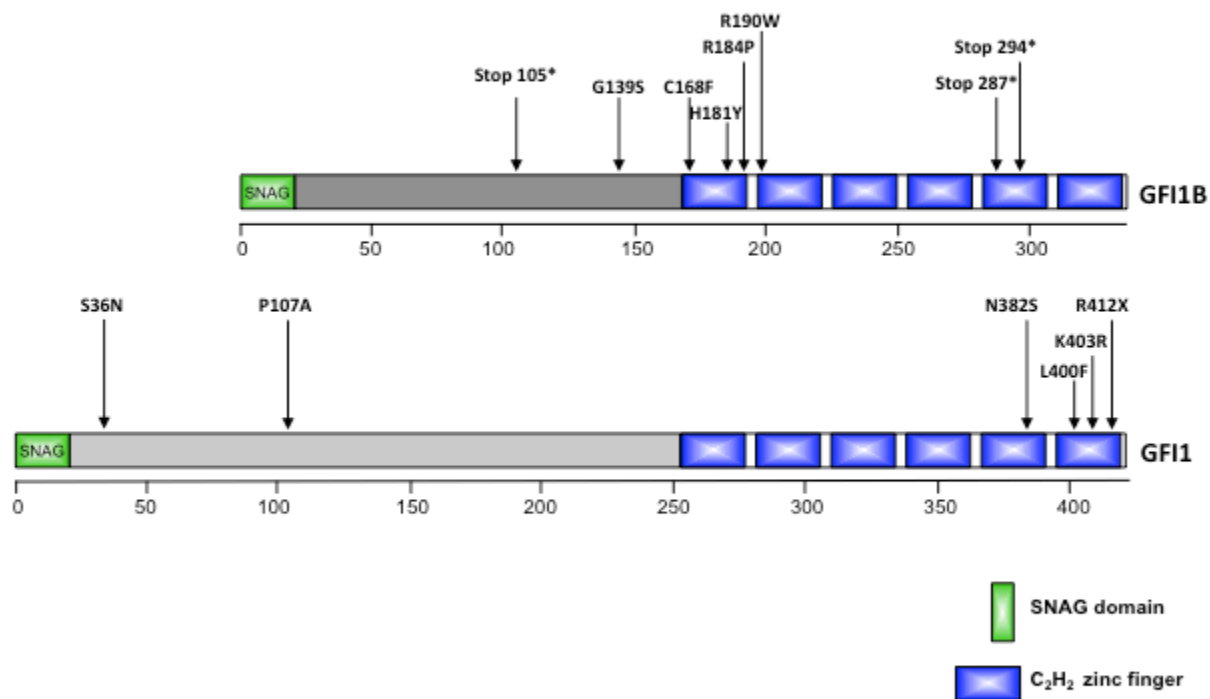 R190W
R184P
Stop 294*
Stop 105*
G139S
C168F
Stop 287*
H181Y
SNAG
GFI1B
0 50 100 150 200 250 300
S36N
P107A
N382S
R412X
K403R
L400F
SNAG
GFI1
0 50 100 150 200 250 300 350 400
SNAG domain
C₂H₂ zinc finger